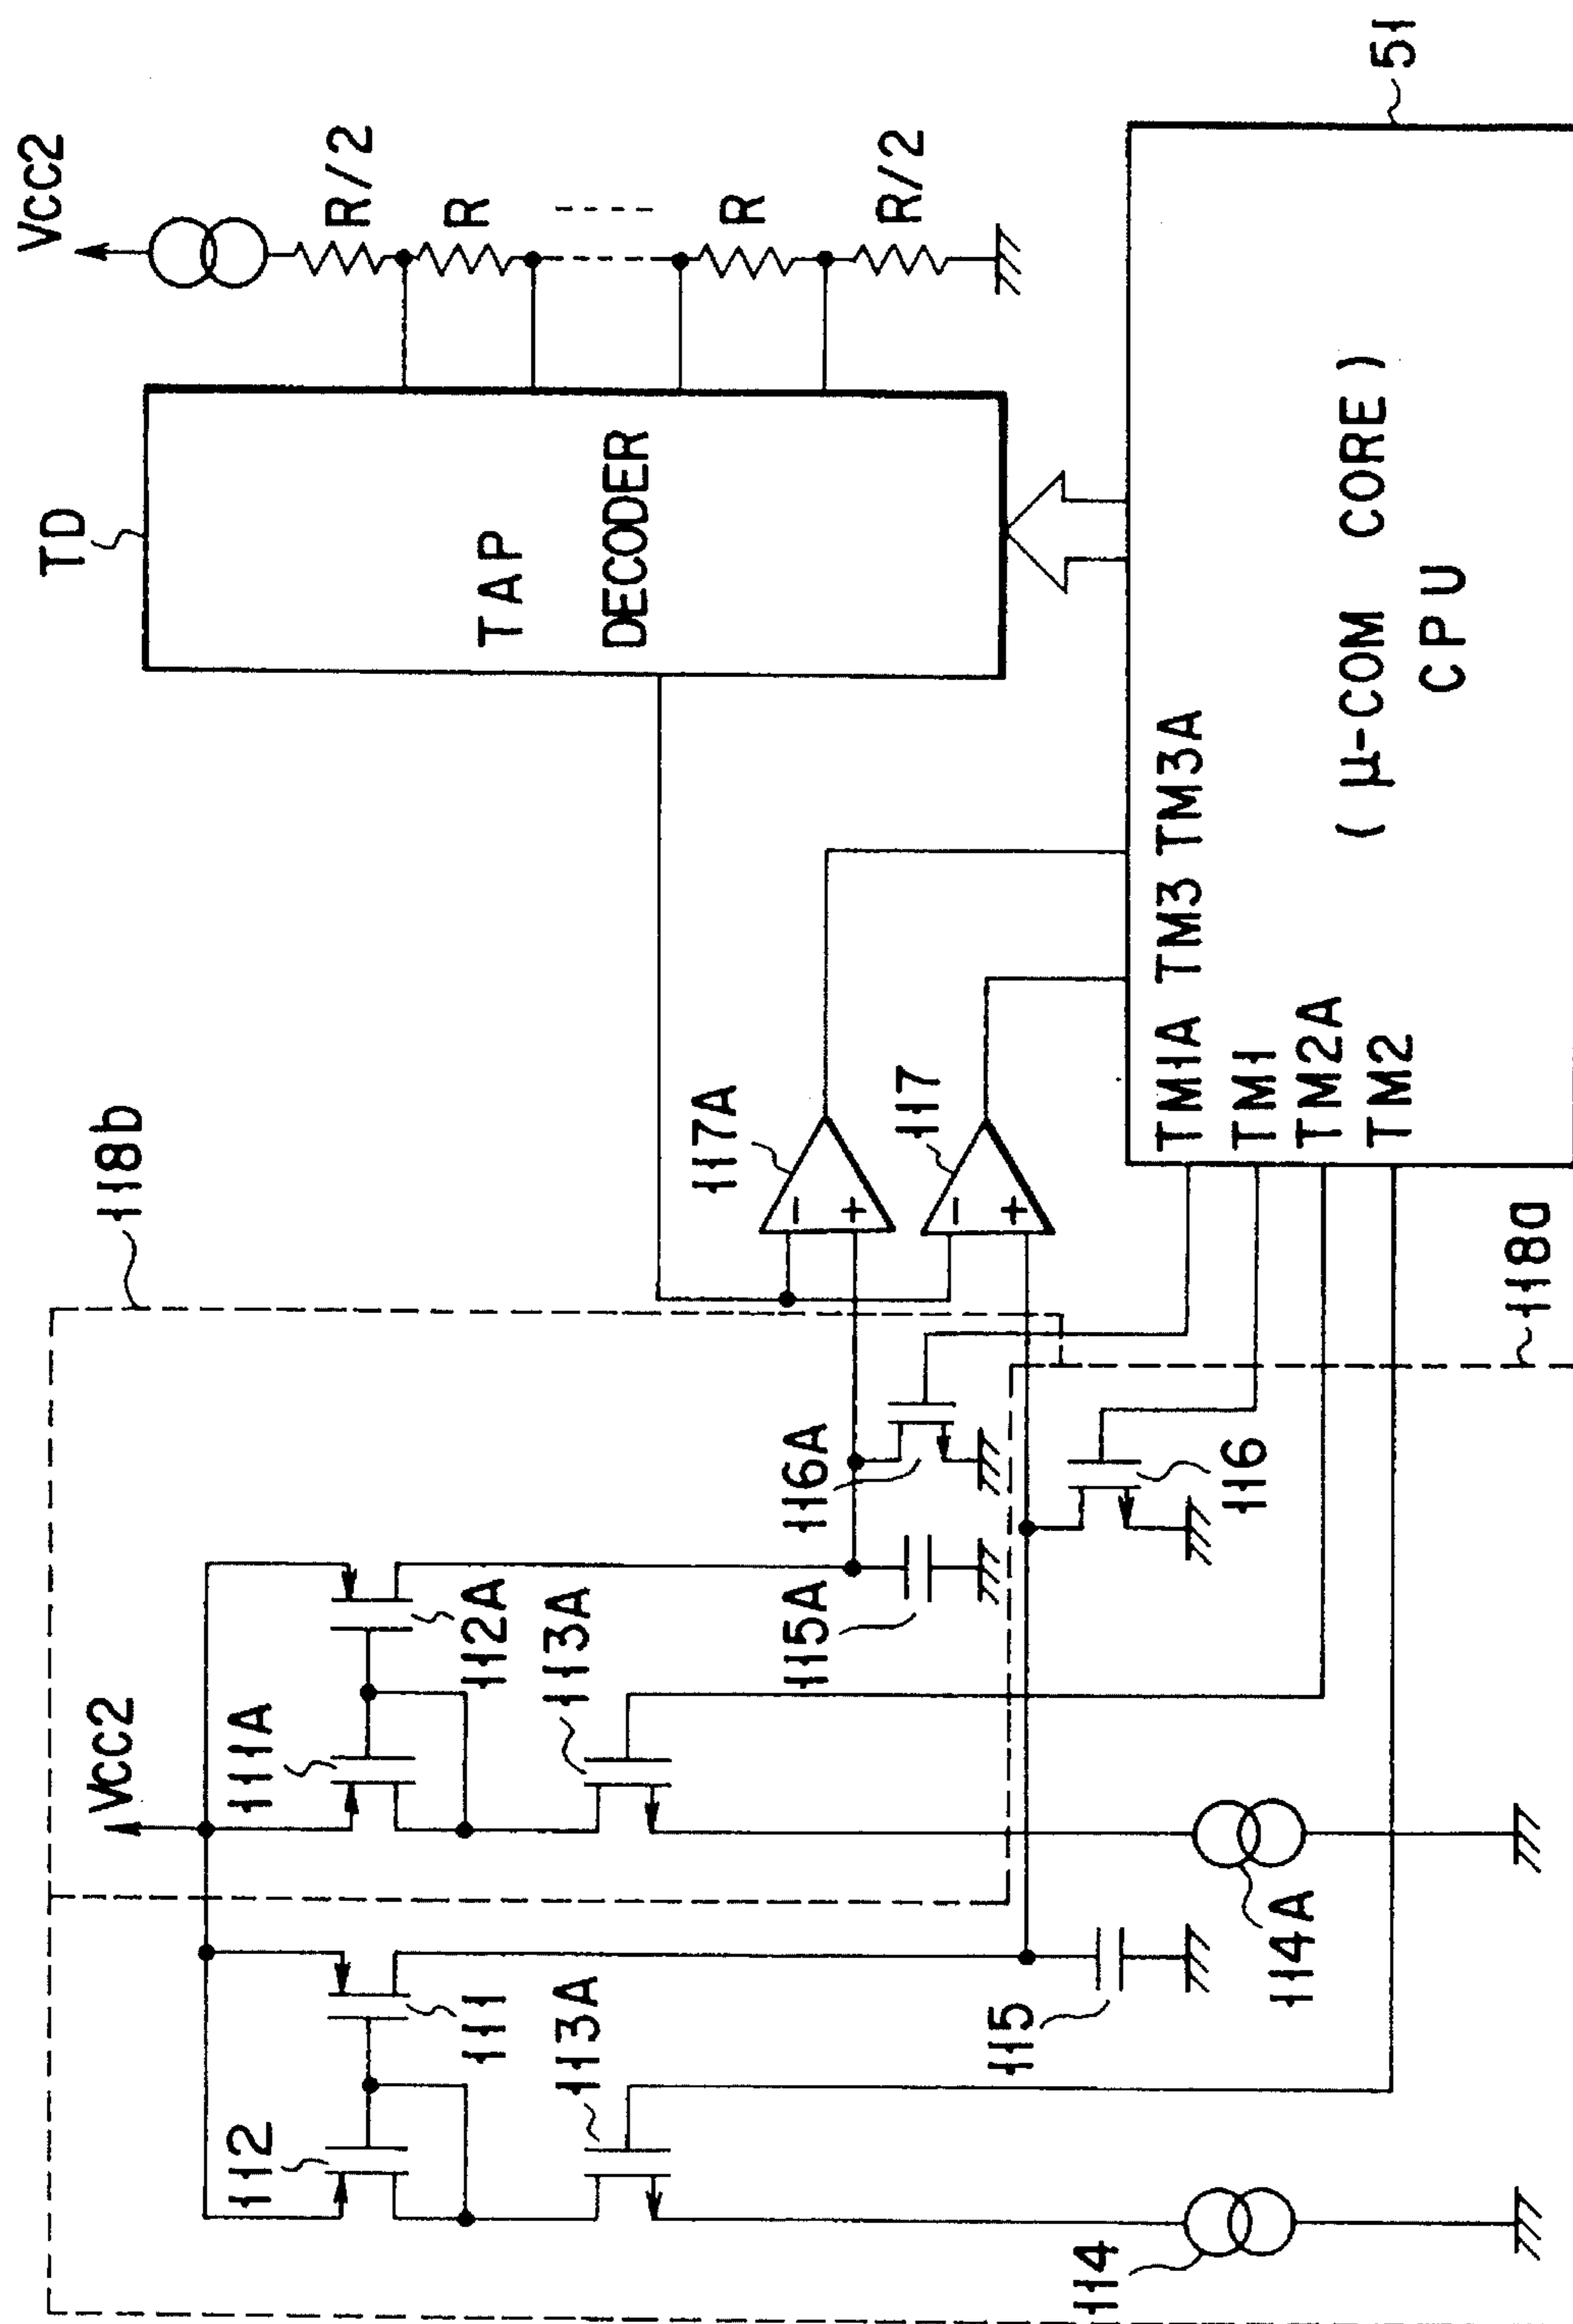 TD
VCC2
VCC2
118b
112
111A
R/2
111
112A
R
TAP
113A
113A
DECODER
117A
R
115A
116A
R/2
117
115
114
TM1A TM3 TM3A
114A
116
TM1
TM2A
TM2
(μ-COM CORE)
CPU
51
118a